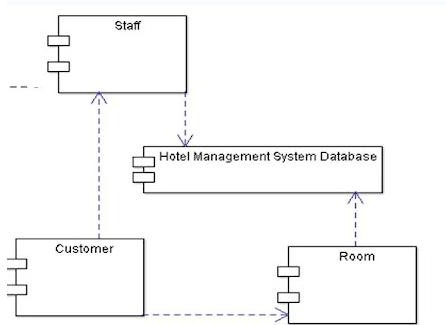 Staff
Hotel Management System Database
Customer
Room